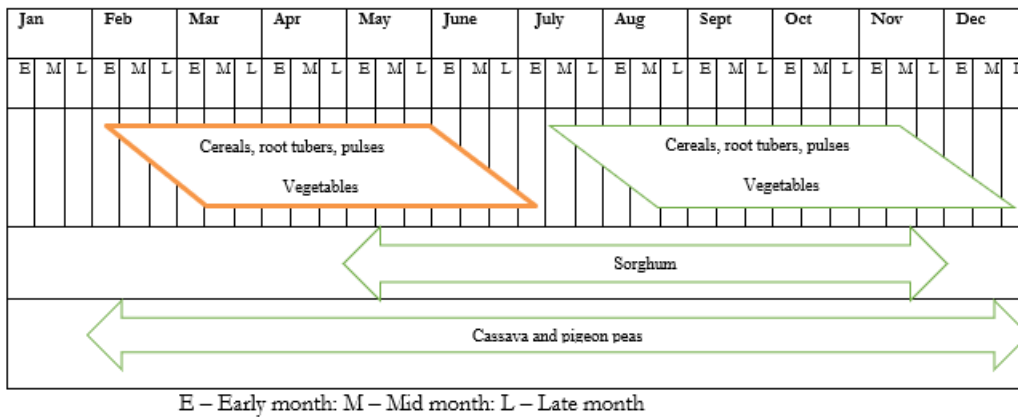 Jan Feb Mar Apr May June July Aug Sept Oct Nov Dec
E M L E M L E M L E M L E M L E M L E M L E M L E M L E M L E M L E M L
Cereals, root tubers, pulses Cereals, root tubers, pulses
Vegetables Vegetables
Sorghum
Cassava and pigeon peas
E – Early month: M – Mid month: L – Late month